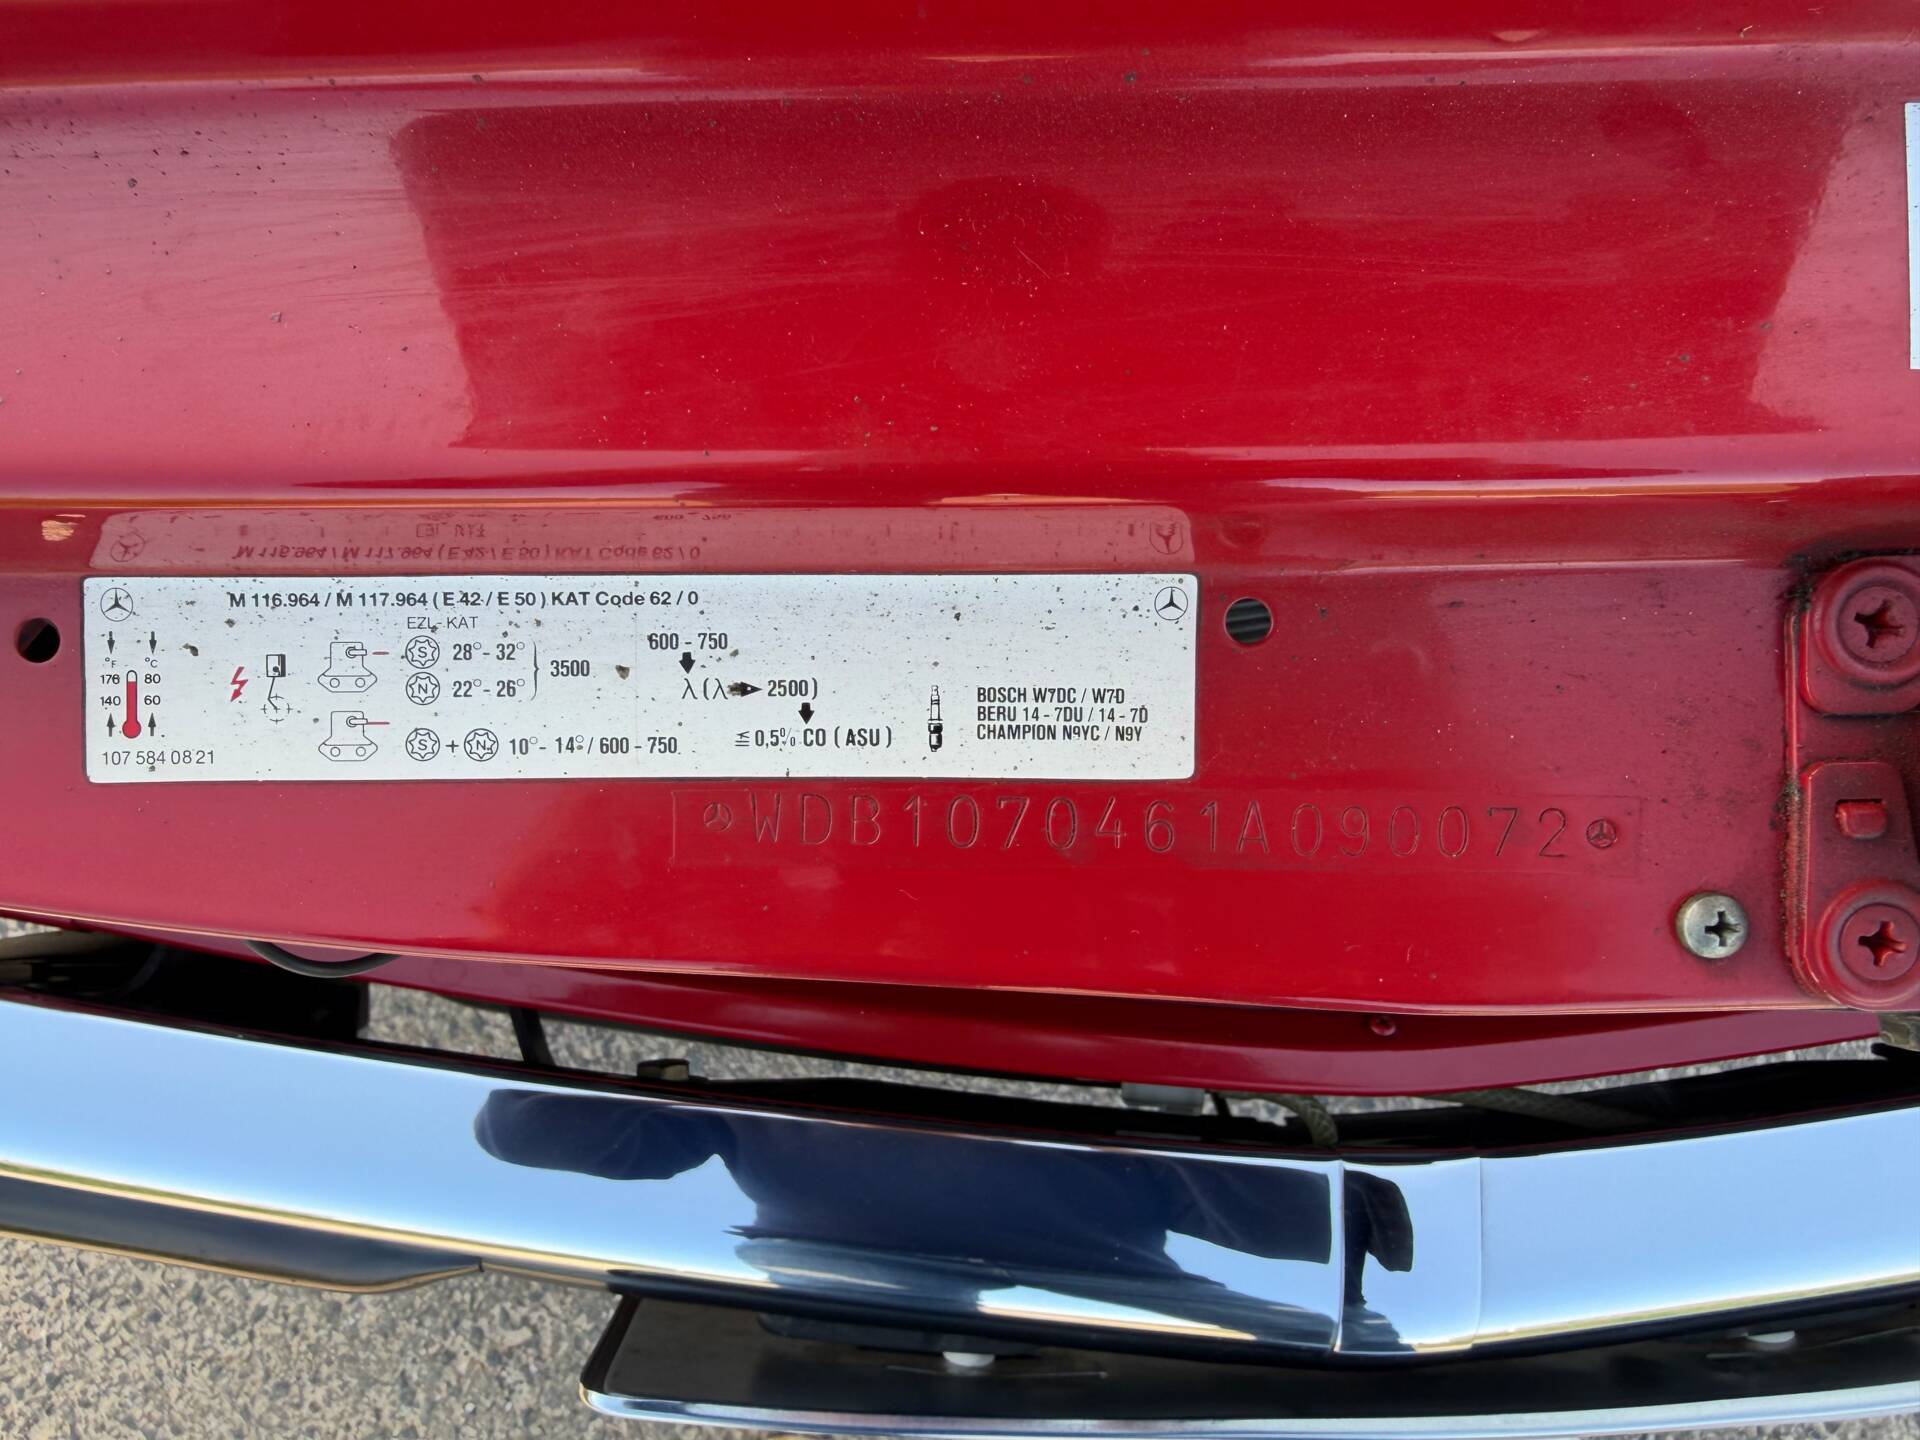 M 116.964 / M 117.964 ( E 42 / E 50 ) KAT Code 62 / 0
EZL - KAT
°F °C
176 80
140 60
107 584 08 21
S 28° - 32°
N 22° - 26°
3500
S + N 10° - 14° / 600 - 750
600 - 750
λ ( λ 2500 )
≦ 0,5% CO ( ASU )
BOSCH W7DC / W7D
BERU 14 - 7DU / 14 - 7D
CHAMPION N9YC / N9Y
WDB1070461A090072